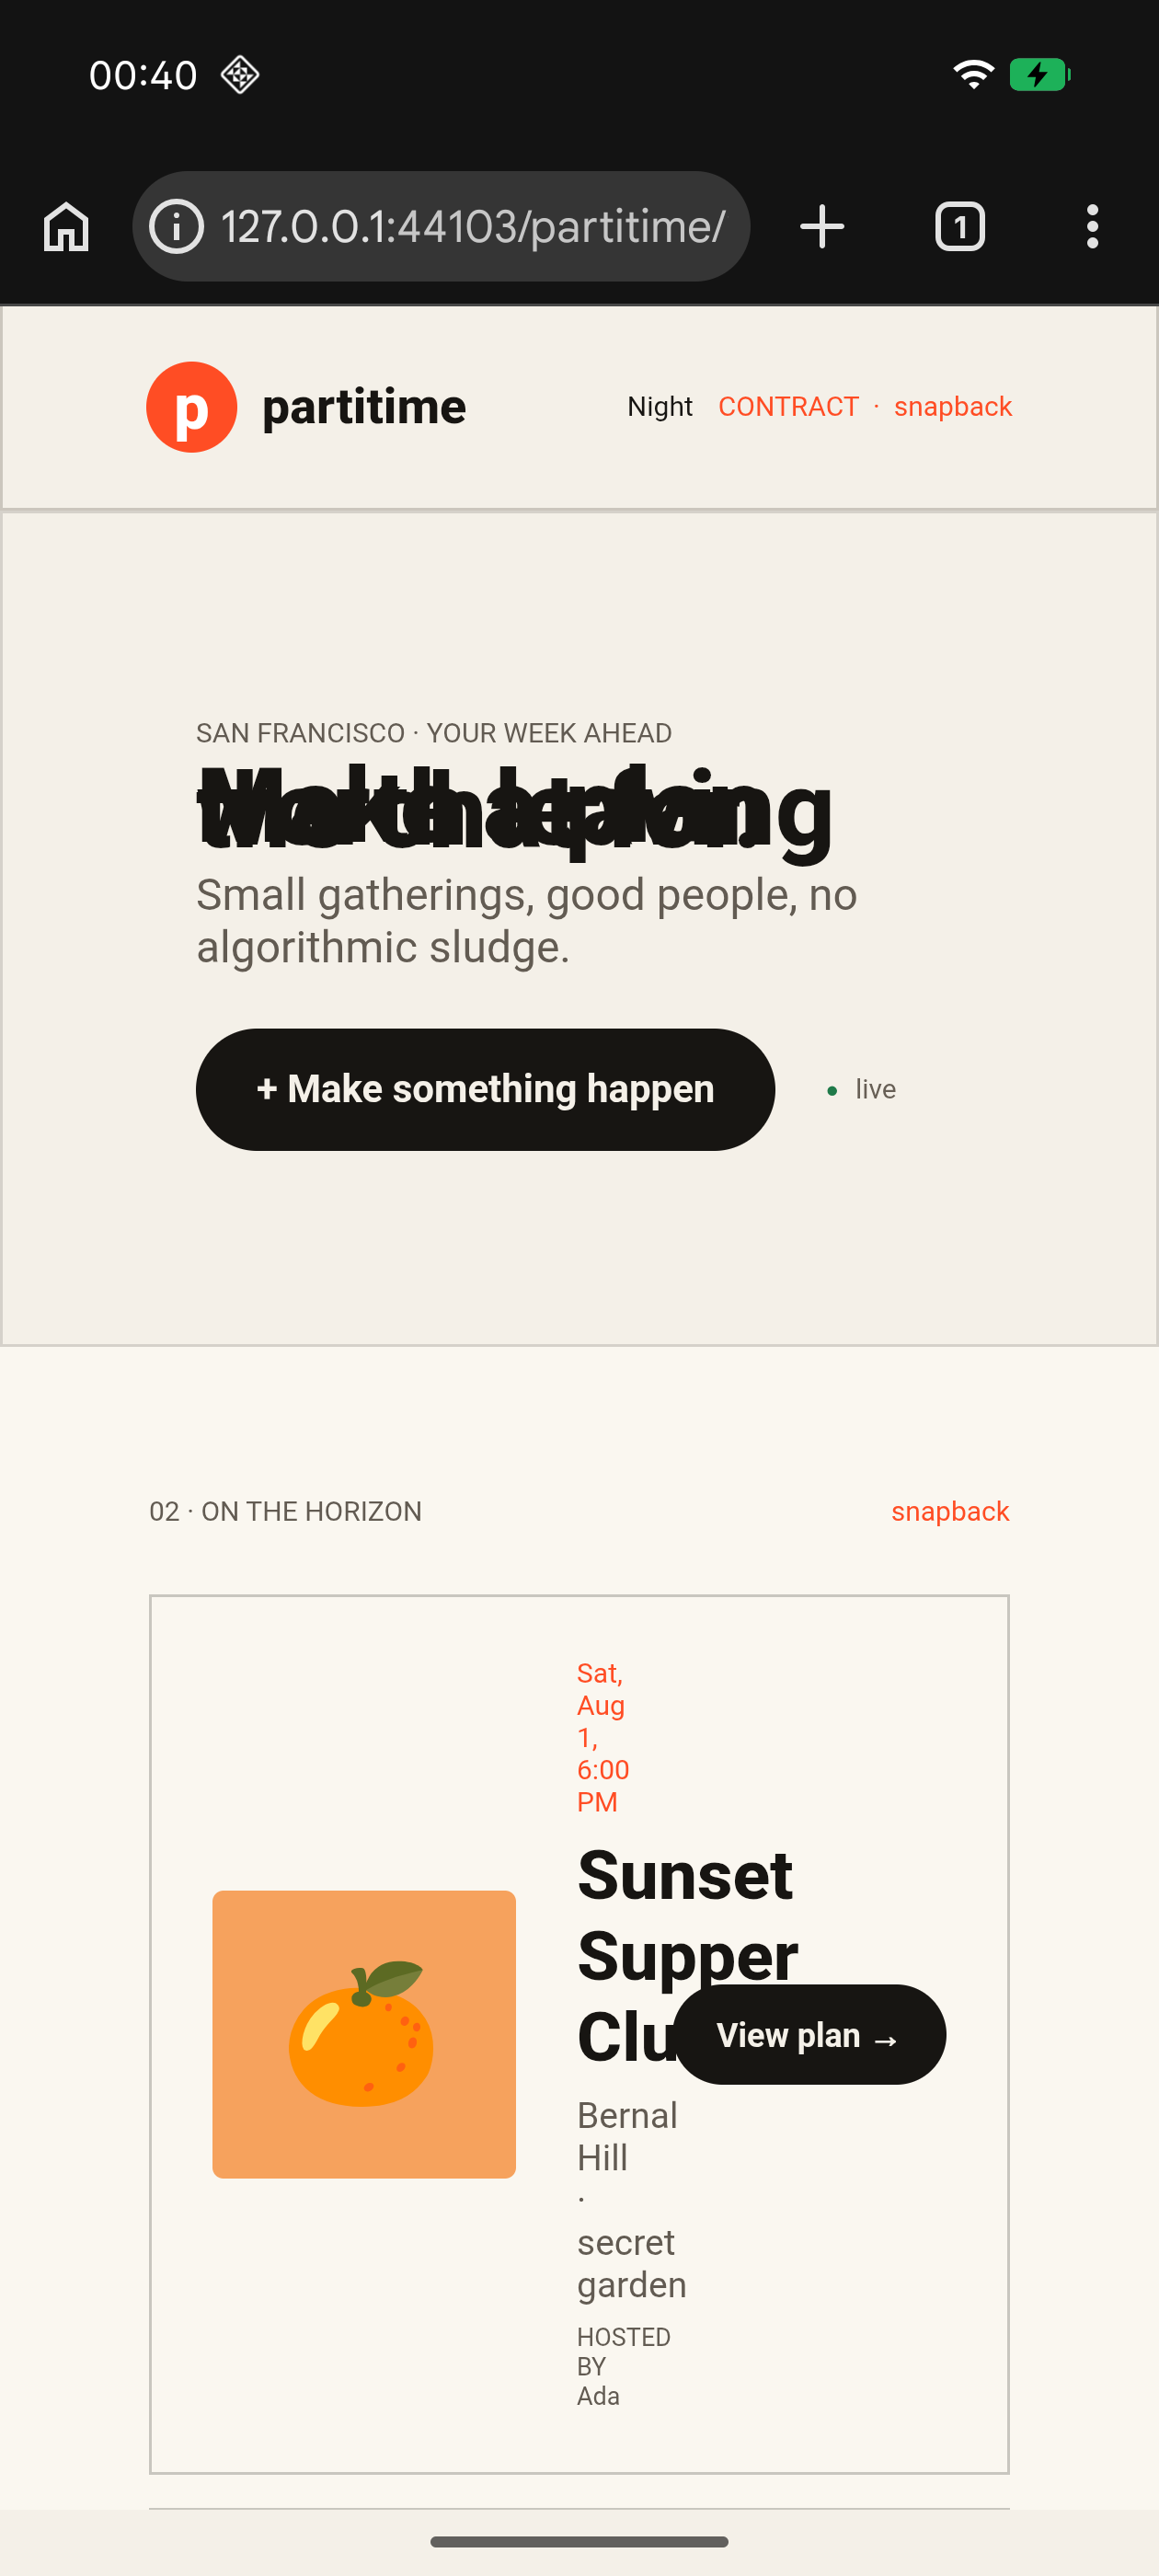 00:40
127.0.0.1:44103/partitime/
1
p partitime
Night CONTRACT · snapback
SAN FRANCISCO · YOUR WEEK AHEAD
Small gatherings, good people, no
algorithmic sludge.
+ Make something happen
live
02 · ON THE HORIZON
snapback
Sat,
Aug
1,
6:00
PM
Sunset
Supper
Clu
View plan →
Bernal
Hill
·
secret
garden
HOSTED
BY
Ada